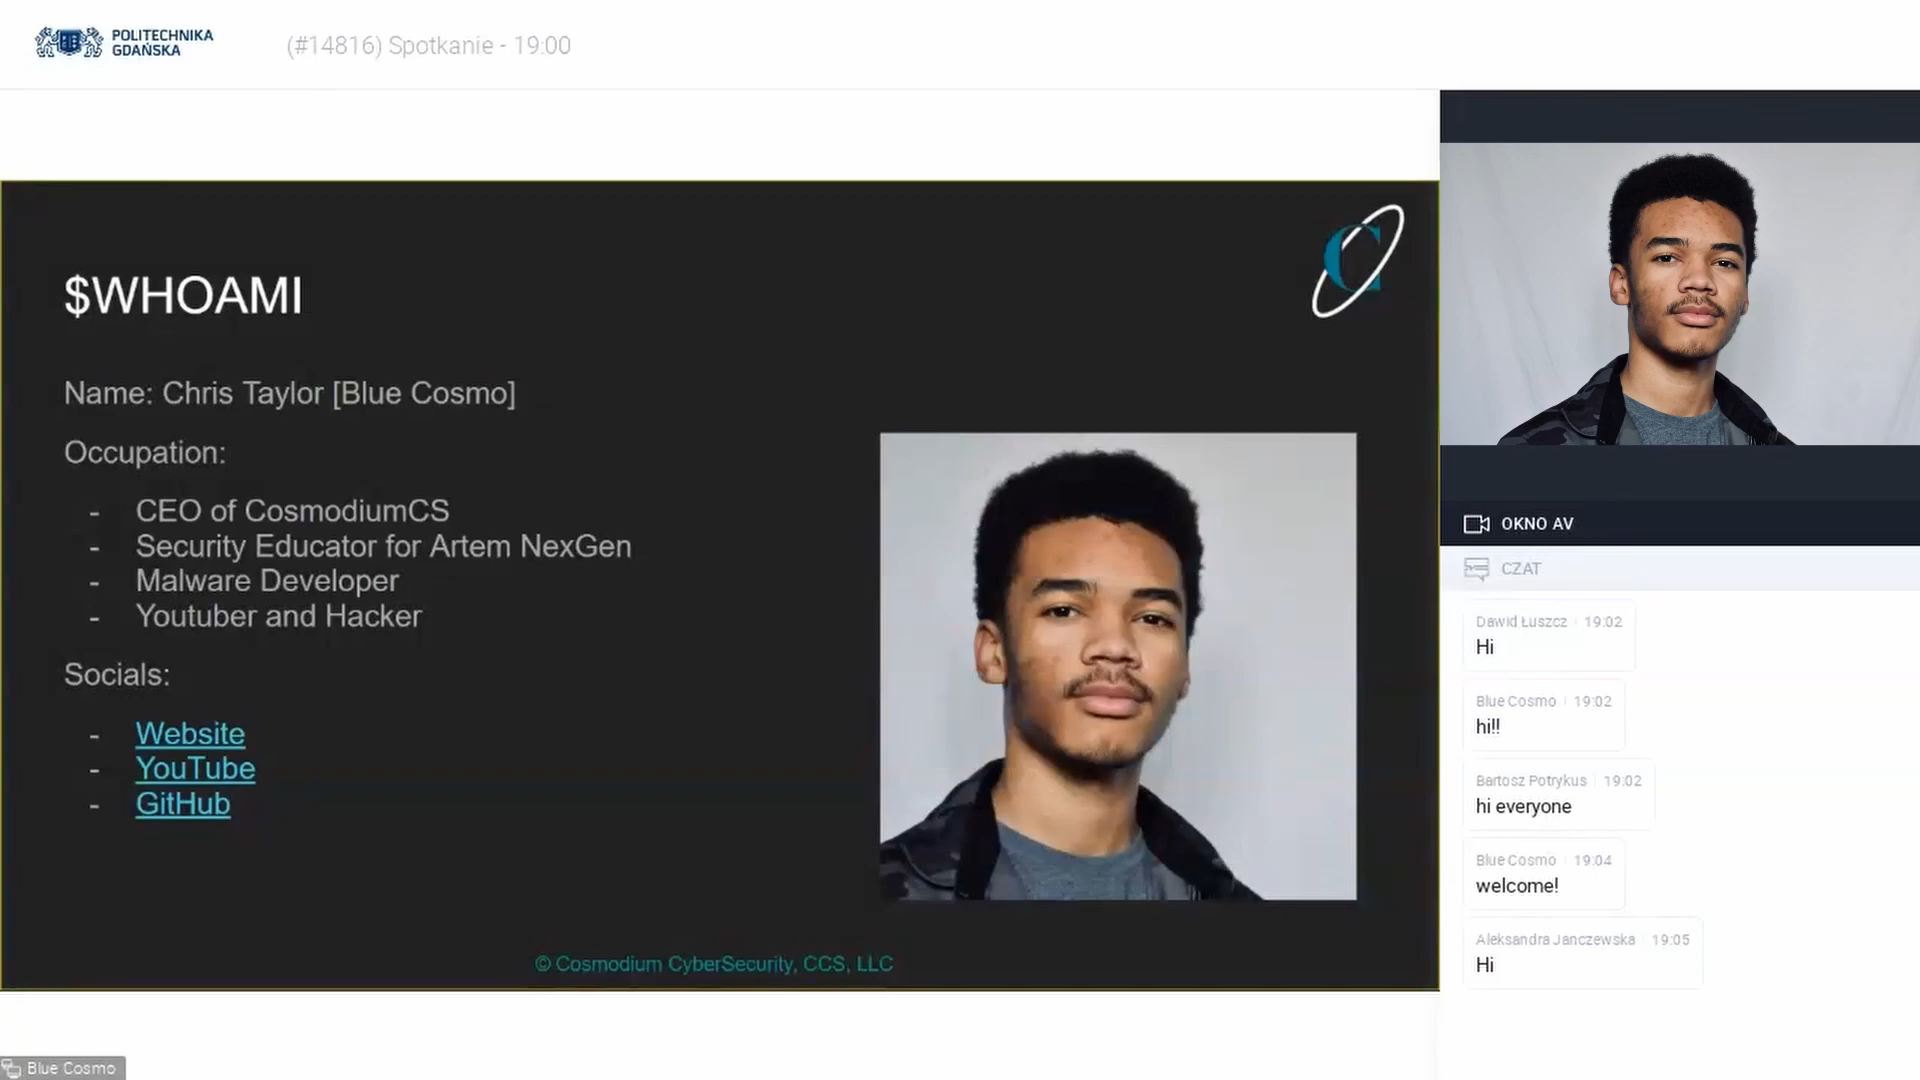 POLITECHNIKA
GDAŃSKA
(#14816) Spotkanie - 19:00
$WHOAMI
C
Name: Chris Taylor [Blue Cosmo]
Occupation:
- CEO of CosmodiumCS
- Security Educator for Artem NexGen
- Malware Developer
- Youtuber and Hacker
Socials:
- Website
- YouTube
- GitHub
© Cosmodium CyberSecurity, CCS, LLC
Blue Cosmo
OKNO AV
CZAT
Dawid Łuszcz 19:02
Hi
Blue Cosmo 19:02
hi!!
Bartosz Potrykus 19:02
hi everyone
Blue Cosmo 19:04
welcome!
Aleksandra Janczewska 19:05
Hi